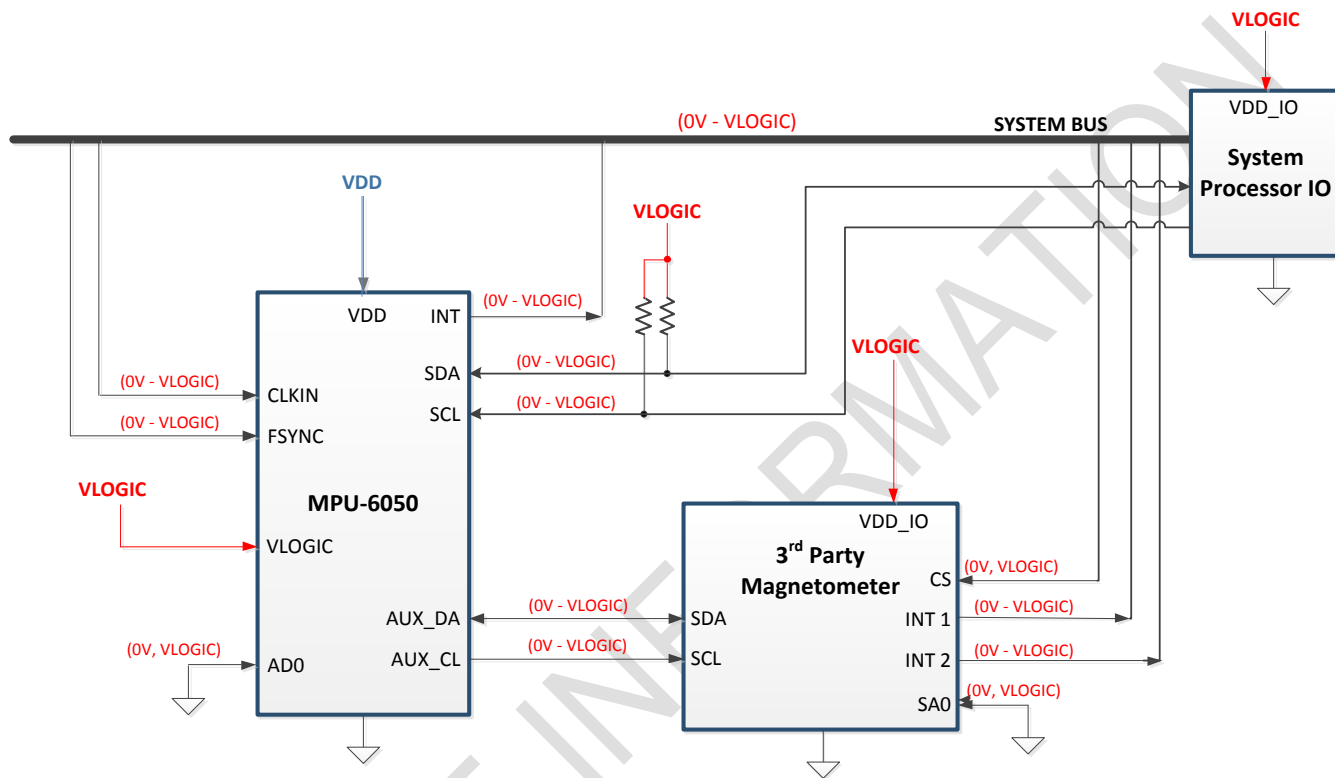 VLOGIC
VDD_IO
System
Processor IO
(0V - VLOGIC)
SYSTEM BUS
VDD
VLOGIC
VDD
INT
(0V - VLOGIC)
SDA
(0V - VLOGIC)
SCL
(0V - VLOGIC)
(0V - VLOGIC)
CLKIN
(0V - VLOGIC)
FSYNC
MPU-6050
VLOGIC
VLOGIC
AUX_DA
(0V - VLOGIC)
AUX_CL
(0V - VLOGIC)
(0V, VLOGIC)
AD0
VLOGIC
VDD_IO
3rd Party
Magnetometer
CS
(0V, VLOGIC)
SDA
INT 1
(0V - VLOGIC)
SCL
INT 2
(0V - VLOGIC)
SA0
(0V, VLOGIC)
E INFORMATION